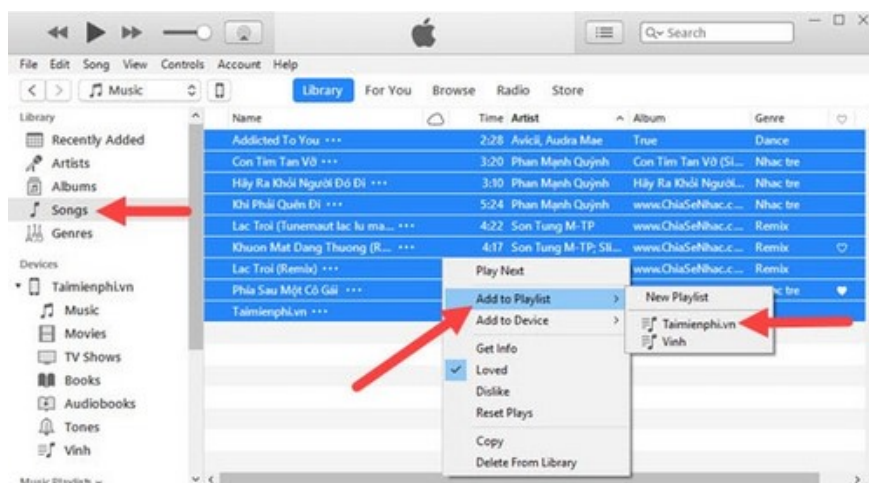 Search
File Edit Song View Controls Account Help
Music Library For You Browse Radio Store
Library
Recently Added
Artists
Albums
Songs
Genres
Devices
Taimienphi.vn
Music
Movies
TV Shows
Books
Audiobooks
Tones
Vinh
Name Time Artist Album Genre
Addicted To You ••• 2:28 Avicii, Audra Mae True Dance
Con Tim Tan Vỡ ••• 3:20 Phan Mạnh Quỳnh Con Tim Tan Vỡ (Si... Nhac tre
Hãy Ra Khỏi Người Đó Đi ••• 3:10 Phan Mạnh Quỳnh Hãy Ra Khỏi Người... Nhac tre
Khi Phải Quên Đi ••• 5:24 Phan Mạnh Quỳnh www.ChiaSeNhac.c... Nhac tre
Lac Troi (Tunemaut lac lu ma... ••• 4:22 Son Tung M-TP www.ChiaSeNhac.c... Remix
Khuon Mat Dang Thuong (R... ••• 4:17 Son Tung M-TP; Sli... www.ChiaSeNhac.c... Remix
Lac Troi (Remix) ••• www.ChiaSeNhac.c... Remix
Phía Sau Một Cô Gái ••• tre
Taimienphi.vn •••
Play Next
Add to Playlist
Add to Device
Get Info
Loved
Dislike
Reset Plays
Copy
Delete From Library
New Playlist
Taimienphi.vn
Vinh